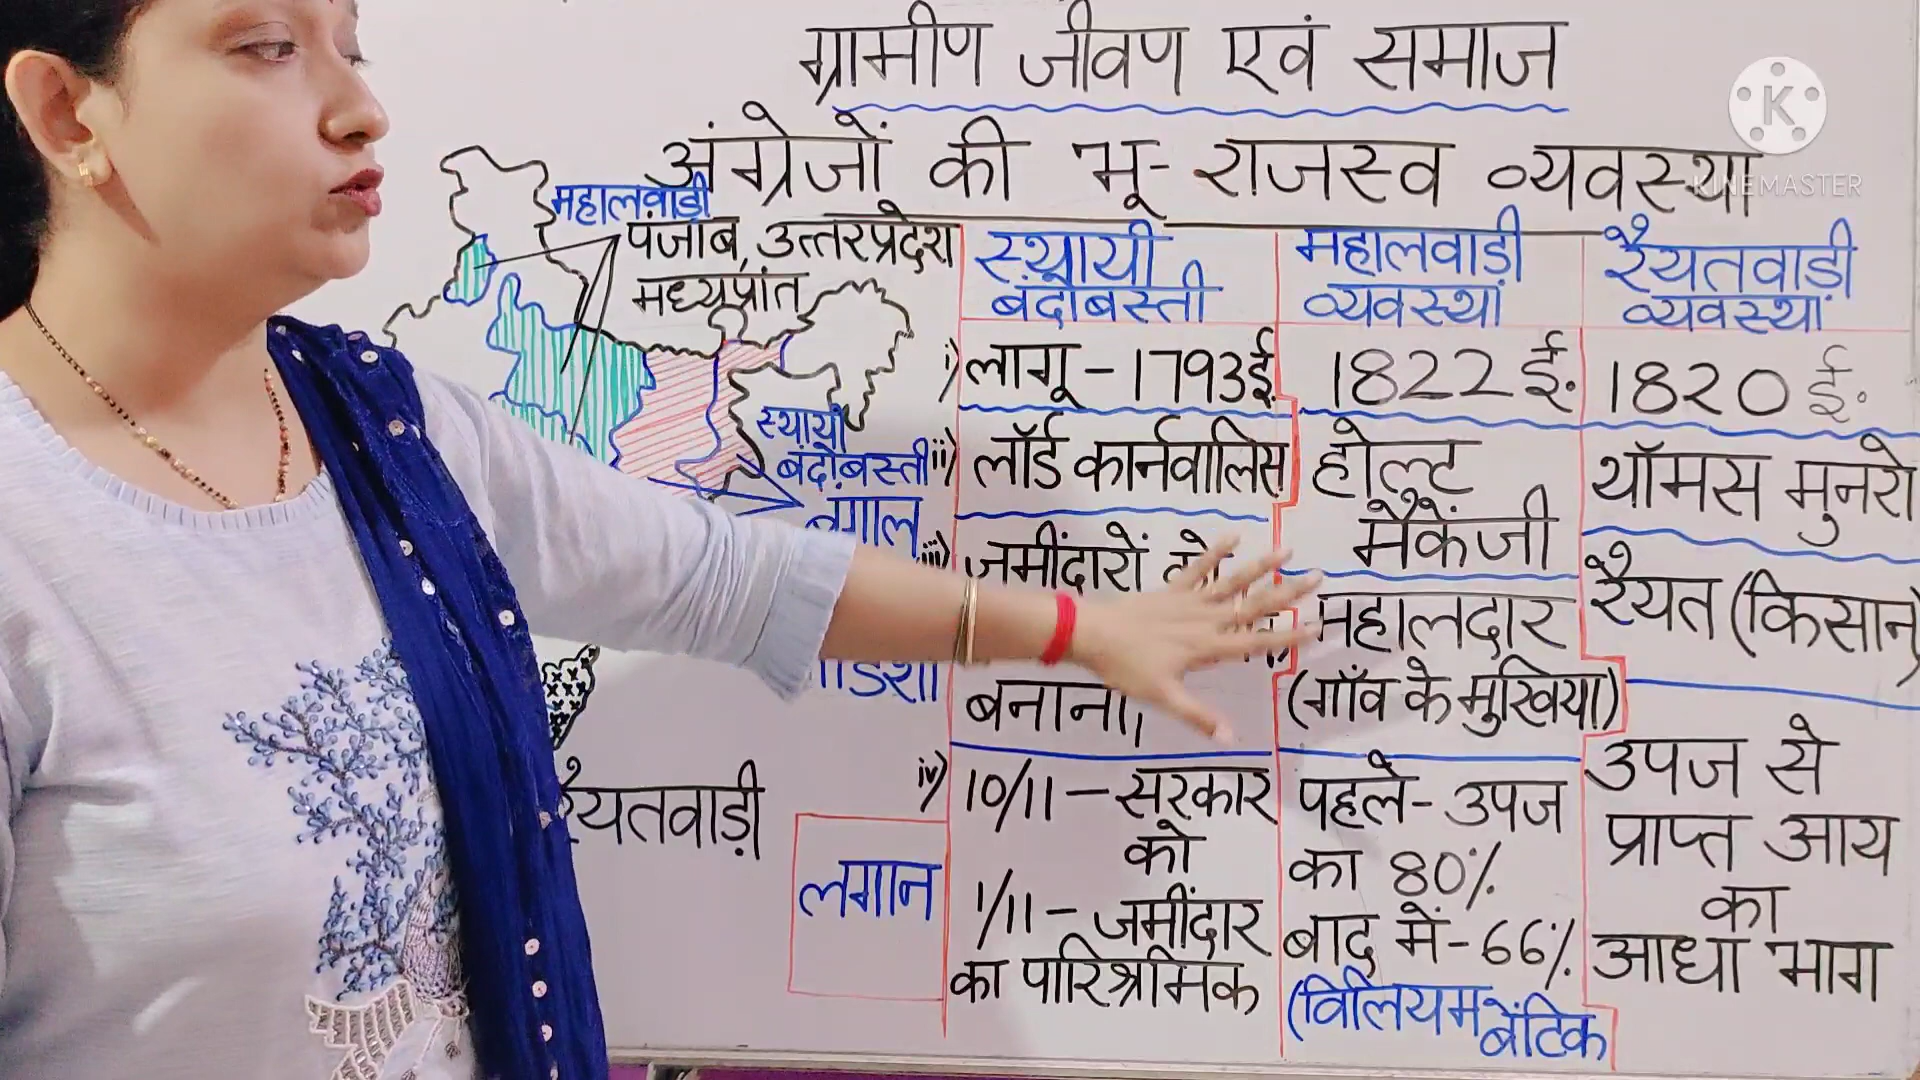 ग्रामीण जीवण एवं समाज
अंग्रेजों की भू-राजस्व व्यवस्था
K
KINEMASTER
महालवाड़ी
पंजाब, उत्तरप्रदेश
मध्यप्रांत
स्थायी
बंदोबस्ती
रैयतवाड़ी
लगान
स्थायी
बंदोबस्ती
i) लागू - 1793ई.
ii) लॉर्ड कार्नवालिस
iii) जमींदारों को
बनाना,
iv) 10/11 - सरकार
को
1/11 - जमींदार
का पारिश्रमिक
महालवाड़ी
व्यवस्था
1822 ई.
होल्ट
मैकेंजी
महालदार
(गाँव के मुखिया)
पहले - उपज
का 80%
बाद में - 66%
(विलियम बेंटिक
रैयतवाड़ी
व्यवस्था
1820 ई.
थॉमस मुनरो
रैयत (किसान)
उपज से
प्राप्त आय
का
आधा भाग